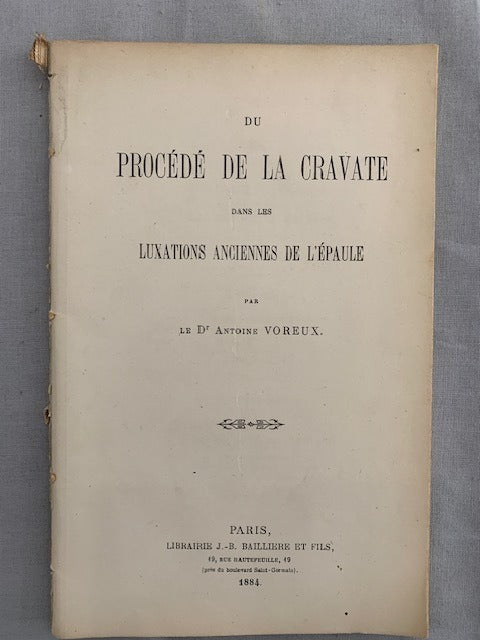 DU
PROCÉDÉ DE LA CRAVATE
DANS LES
LUXATIONS ANCIENNES DE L'ÉPAULE
PAR
LE Dr ANTOINE VOREUX.
PARIS,
LIBRAIRIE J.-B. BAILLIERE ET FILS,
19, RUE HAUTEFEUILLE, 19
(près du boulevard Saint-Germain).
1884.